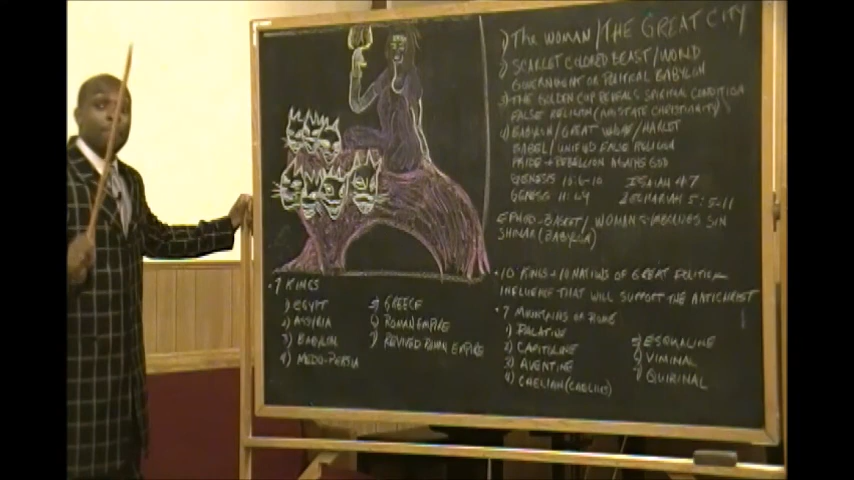 1) THE WOMAN/THE GREAT CITY
2) SCARLET COLORED BEAST/WORLD
GOVERNMENT OR POLITICAL BABYLON
3) THE GOLDEN CUP REVEALS SPIRITUAL CONDITION
FALSE RELIGION (APOSTATE CHRISTIANITY)
4) BABYLON/GREAT WHORE/HARLOT
BABEL/UNIFIED FALSE RELIGION
PRIDE + REBELLION AGAINST GOD
GENESIS 10:6-10 ISAIAH 47
GENESIS 11:1-9 ZECHARIAH 5:5-11
EPHOD-BASKET/WOMAN SYMBOLIZES SIN
SHINAR (BABYLON)
• 10 KINGS + 10 NATIONS OF GREAT POLITICAL
INFLUENCE THAT WILL SUPPORT THE ANTICHRIST
• 7 MOUNTAINS OF ROME
1) PALATINE
2) CAPITOLINE
3) AVENTINE
4) CAELIAN
5) ESQUILINE
6) VIMINAL
7) QUIRINAL
• 7 KINGS
1) EGYPT
2) ASSYRIA
3) BABYLON
4) MEDO-PERSIA
5) GREECE
6) ROMAN EMPIRE
7) REVIVED ROMAN EMPIRE